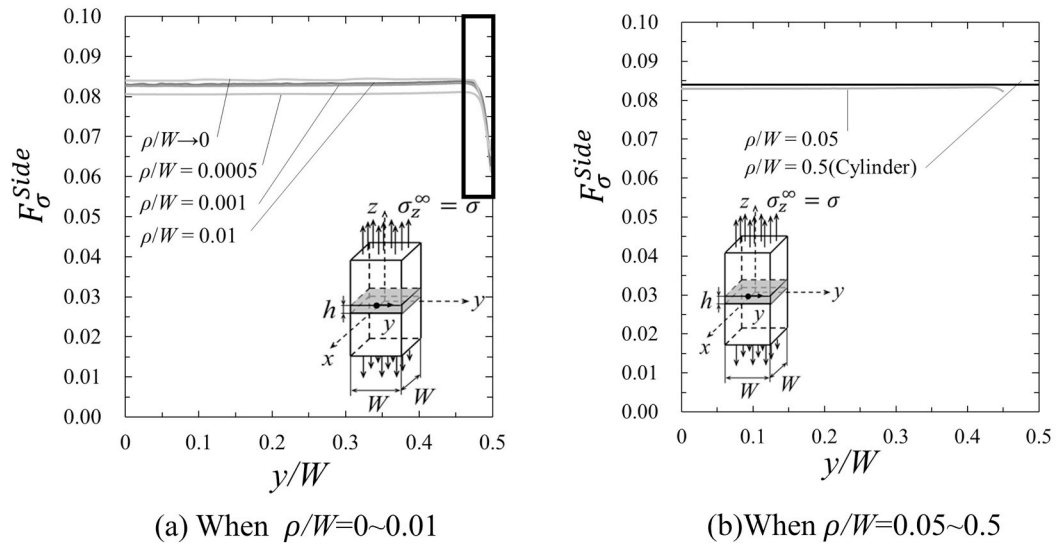 0.10
0.09
0.08
0.07
0.06
0.05
0.04
0.03
0.02
0.01
0.00
F_σ^Side
ρ/W→0
ρ/W = 0.0005
ρ/W = 0.001
ρ/W = 0.01
z σ_z^∞ = σ
h
y
y
x
W
W
0 0.1 0.2 0.3 0.4 0.5
y/W
(a) When ρ/W=0~0.01
0.10
0.09
0.08
0.07
0.06
0.05
0.04
0.03
0.02
0.01
0.00
F_σ^Side
ρ/W = 0.05
ρ/W = 0.5(Cylinder)
z σ_z^∞ = σ
h
y
y
x
W
W
0 0.1 0.2 0.3 0.4 0.5
y/W
(b)When ρ/W=0.05~0.5